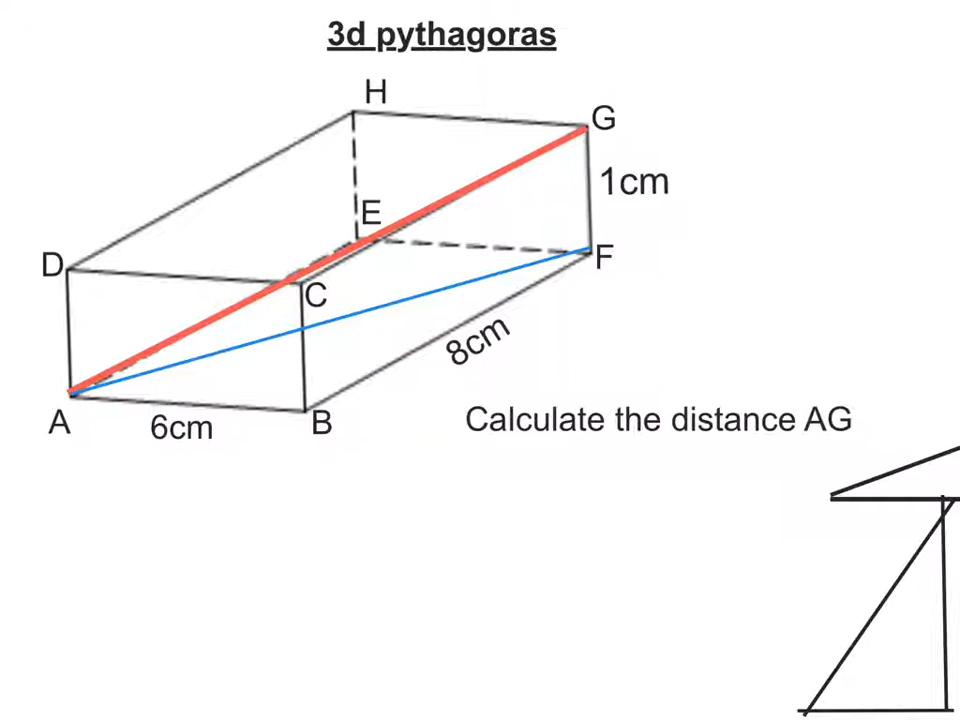 3d pythagoras
H
G
1cm
E
D
F
C
8cm
A
6cm
B
Calculate the distance AG